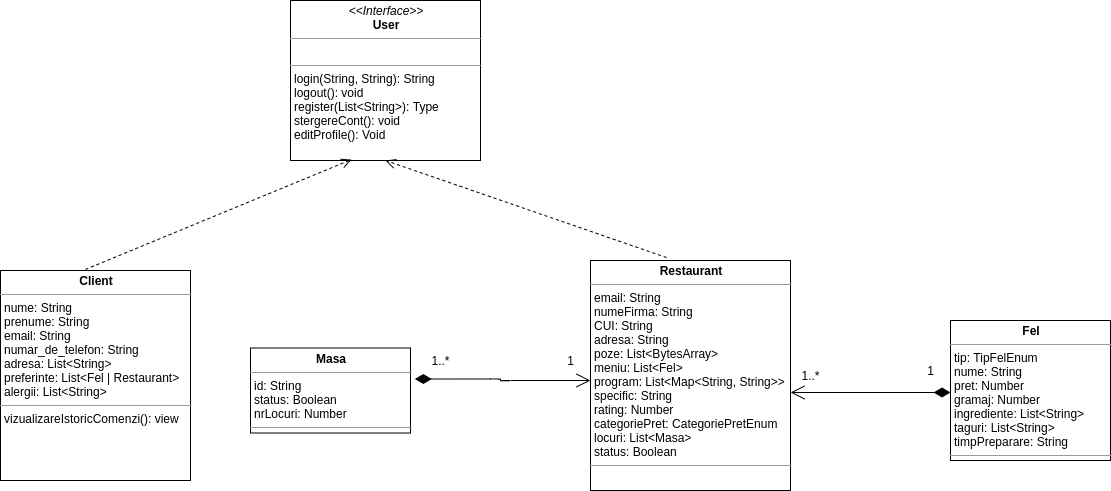 <<Interface>>
User
login(String, String): String
logout(): void
register(List<String>): Type
stergereCont(): void
editProfile(): Void
Client
nume: String
prenume: String
email: String
numar_de_telefon: String
adresa: List<String>
preferinte: List<Fel | Restaurant>
alergii: List<String>
vizualizareIstoricComenzi(): view
Masa
id: String
status: Boolean
nrLocuri: Number
1..*
1
Restaurant
email: String
numeFirma: String
CUI: String
adresa: String
poze: List<BytesArray>
meniu: List<Fel>
program: List<Map<String, String>>
specific: String
rating: Number
categoriePret: CategoriePretEnum
locuri: List<Masa>
status: Boolean
1..*
1
Fel
tip: TipFelEnum
nume: String
pret: Number
gramaj: Number
ingrediente: List<String>
taguri: List<String>
timpPreparare: String